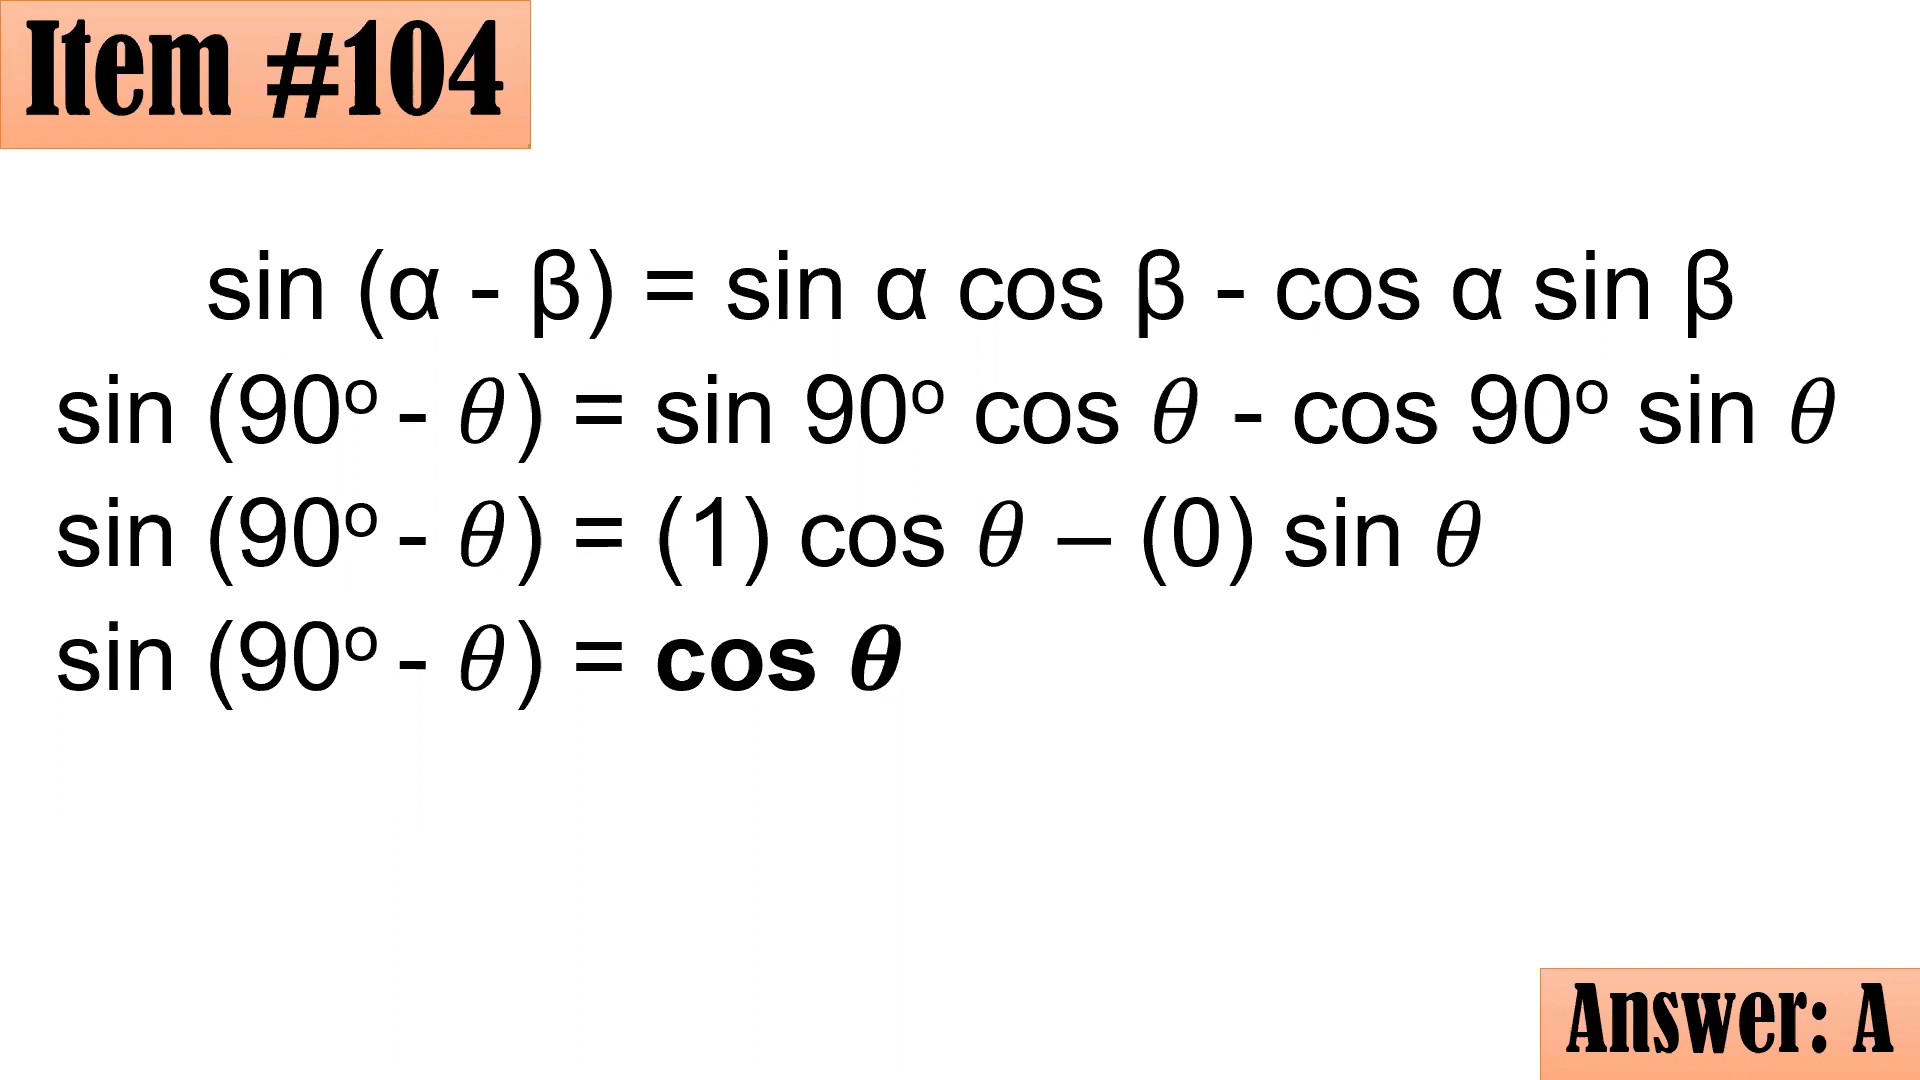 Item #104
sin (α - β) = sin α cos β - cos α sin β
sin (90º - 𝜃) = sin 90º cos 𝜃 - cos 90º sin 𝜃
sin (90º - 𝜃) = (1) cos 𝜃 – (0) sin 𝜃
sin (90º - 𝜃) = cos 𝜽
Answer: A